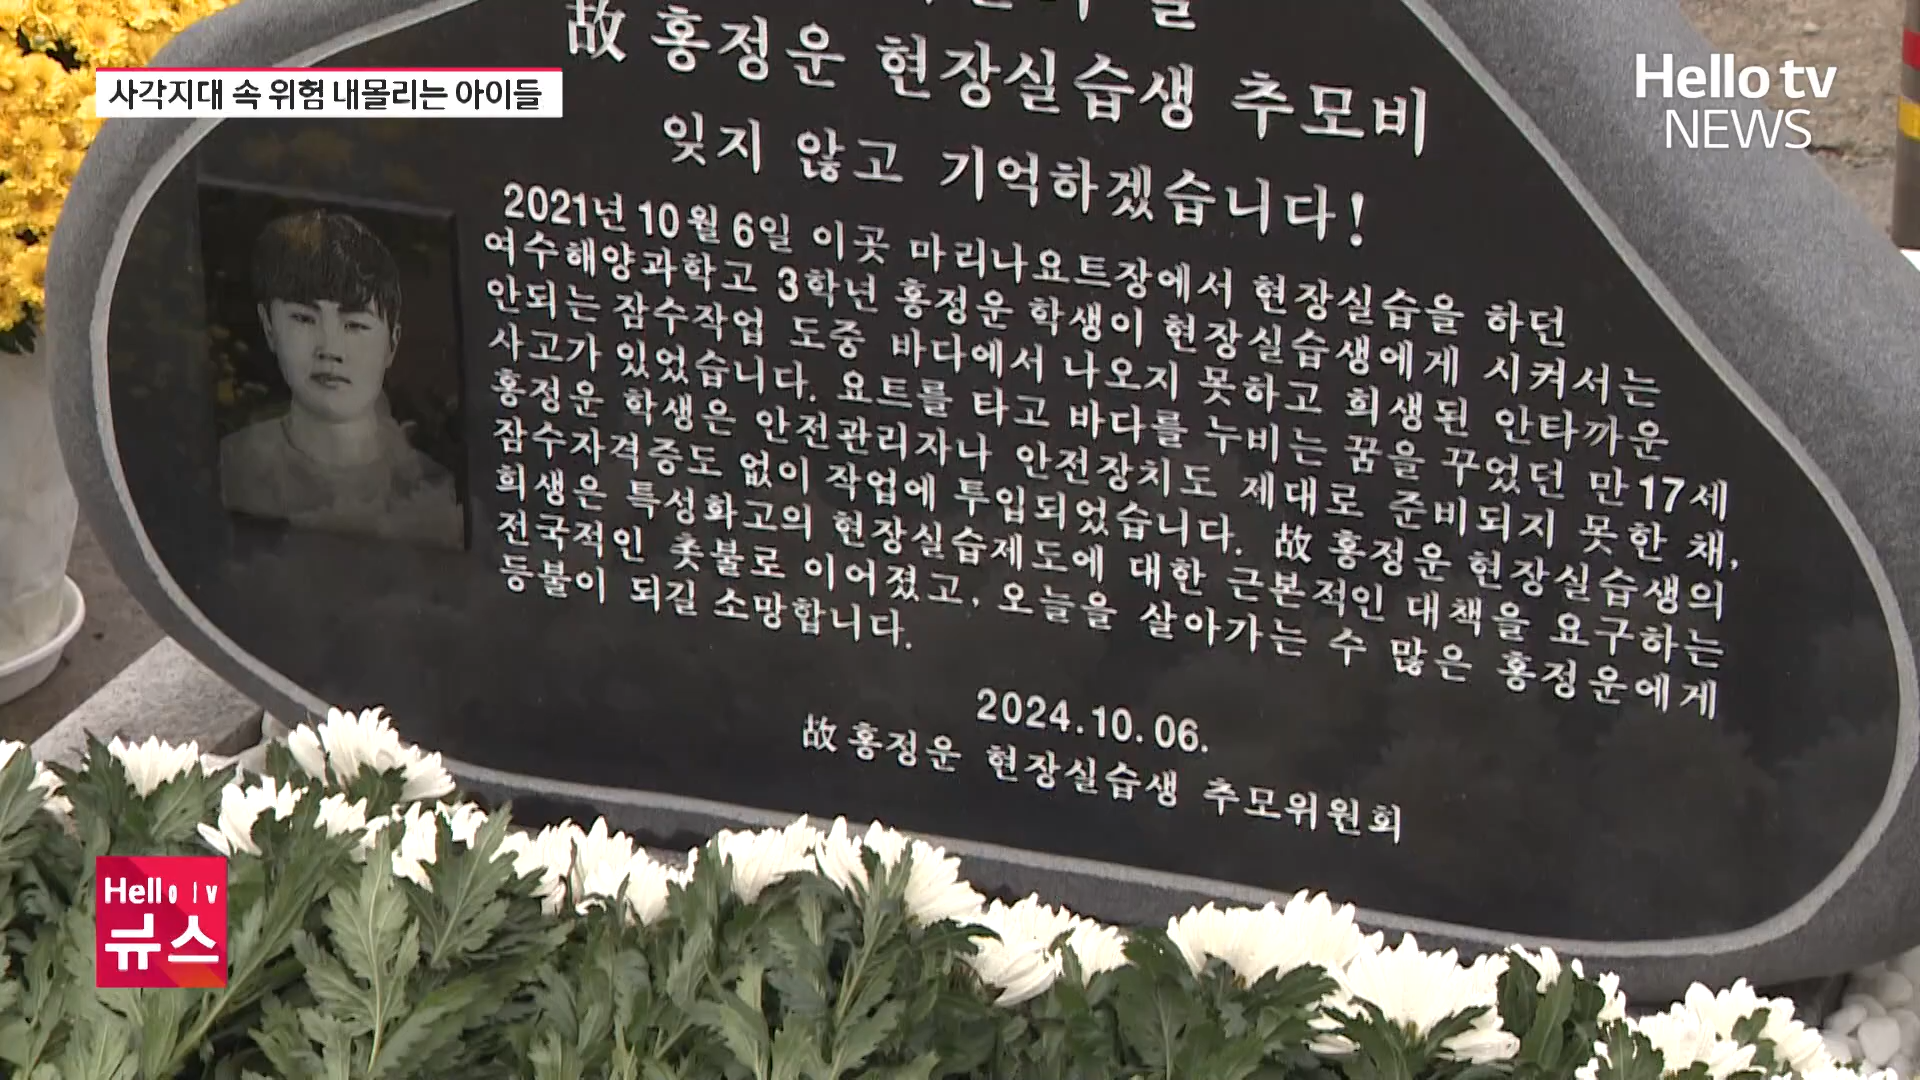 사각지대 속 위험 내몰리는 아이들
Hello tv
NEWS
故 홍정운 현장실습생 추모비
잊지 않고 기억하겠습니다!
2021년 10월 6일 이곳 마리나요트장에서 현장실습을 하던
여수해양과학고 3학년 홍정운 학생이 현장실습생에게 시켜서는
안되는 잠수작업 도중 바다에서 나오지 못하고 희생된 안타까운
사고가 있었습니다. 요트를 타고 바다를 누비는 꿈을 꾸었던 만17세
홍정운 학생은 안전관리자나 안전장치도 제대로 준비되지 못한 채,
잠수자격증도 없이 작업에 투입되었습니다. 故 홍정운 현장실습생의
희생은 특성화고의 현장실습제도에 대한 근본적인 대책을 요구하는
전국적인 촛불로 이어졌고, 오늘을 살아가는 수 많은 홍정운에게
등불이 되길 소망합니다.
2024.10.06.
故 홍정운 현장실습생 추모위원회
Hello tv
뉴스